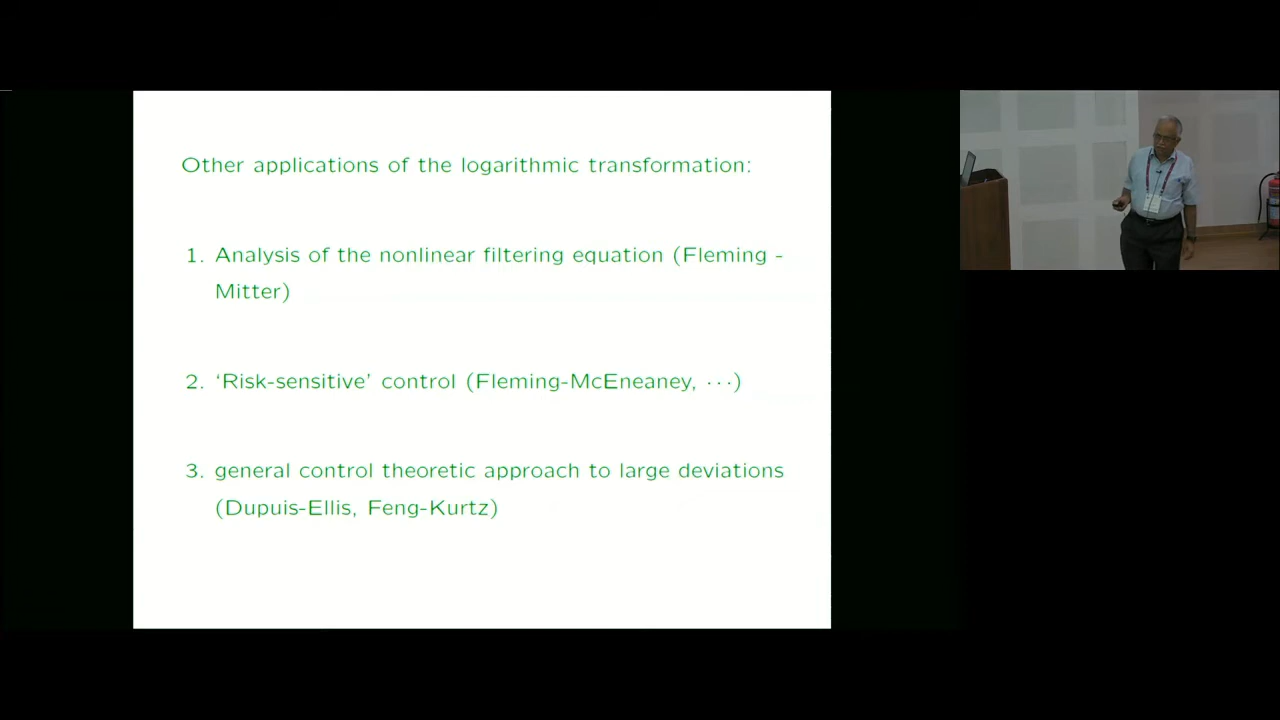 Other applications of the logarithmic transformation:
1. Analysis of the nonlinear filtering equation (Fleming -
Mitter)
2. ‘Risk-sensitive’ control (Fleming-McEneaney, ···)
3. general control theoretic approach to large deviations
(Dupuis-Ellis, Feng-Kurtz)